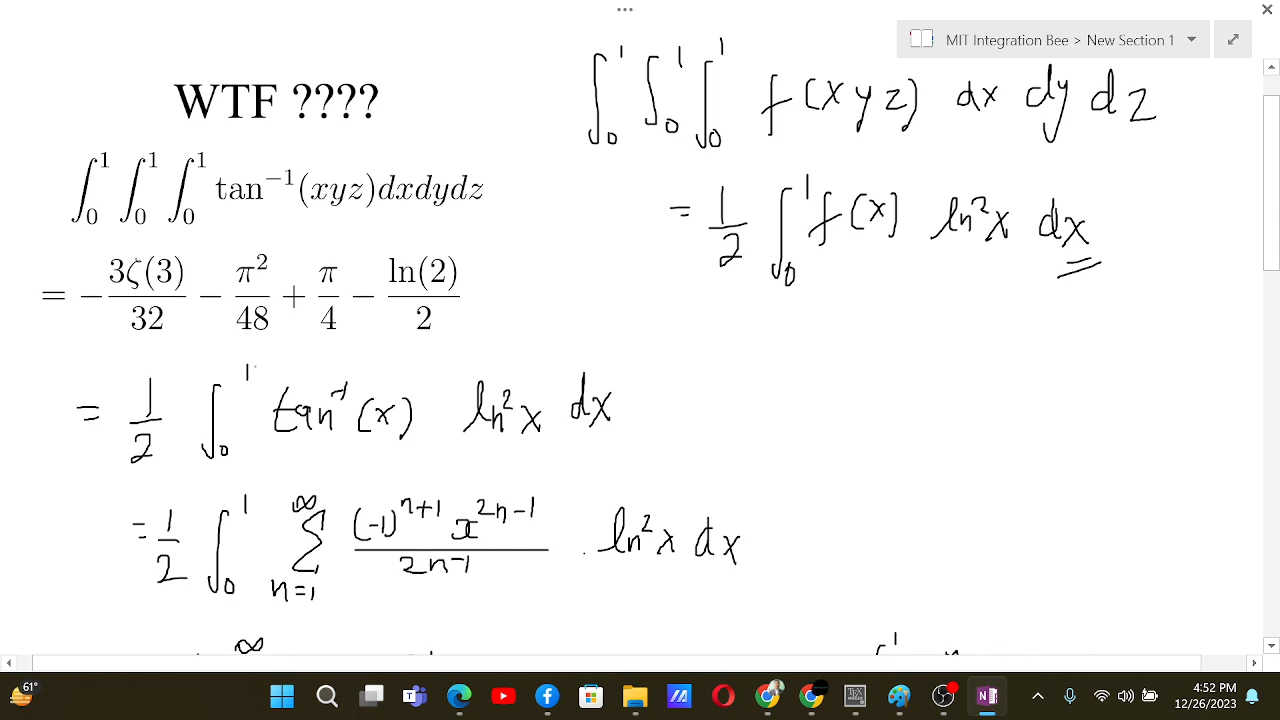 MIT Integration Bee > New Section 1
WTF ????
∫₀¹ ∫₀¹ ∫₀¹ tan⁻¹(xyz)dxdydz
= −3ζ(3)/32 − π²/48 + π/4 − ln(2)/2
∫₀¹ ∫₀¹ ∫₀¹ f(xyz) dx dy dz
= 1/2 ∫₀¹ f(x) ln²x dx
= 1/2 ∫₀¹ tan⁻¹(x) ln²x dx
= 1/2 ∫₀¹ ∑_{n=1}^{∞} (-1)^{n+1} x^{2n-1} / 2n-1 . ln²x dx
∞
61°
4:52 PM
12/26/2023